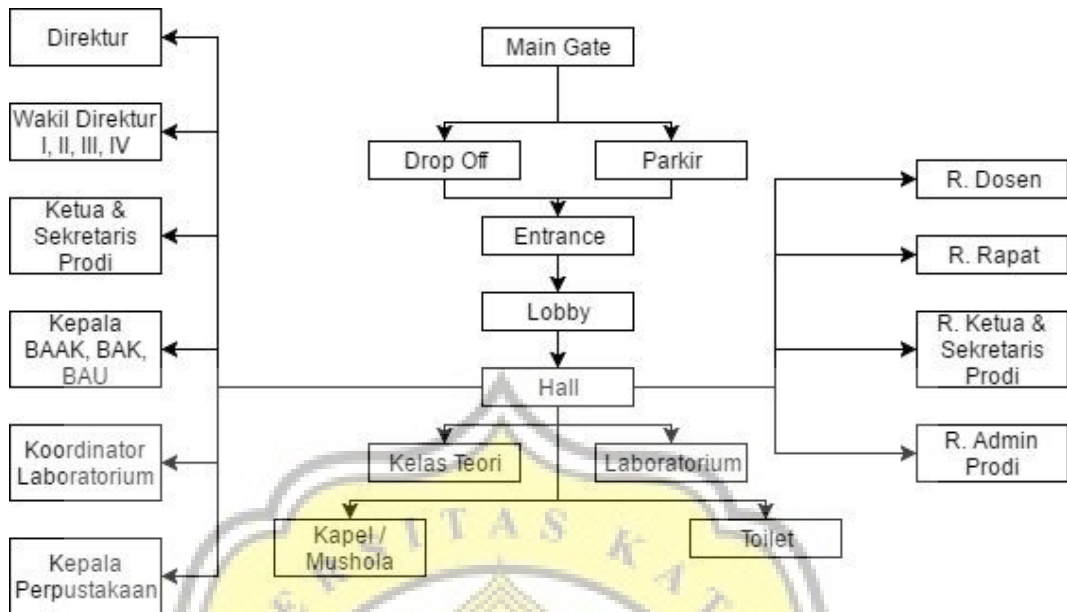 Direktur
Wakil Direktur
I, II, III, IV
Ketua &
Sekretaris
Prodi
Kepala
BAAK, BAK,
BAU
Koordinator
Laboratorium
Kepala
Perpustakaan
Main Gate
Drop Off
Parkir
Entrance
Lobby
Hall
Kelas Teori
Laboratorium
Kapel /
Mushola
Toilet
R. Dosen
R. Rapat
R. Ketua &
Sekretaris
Prodi
R. Admin
Prodi